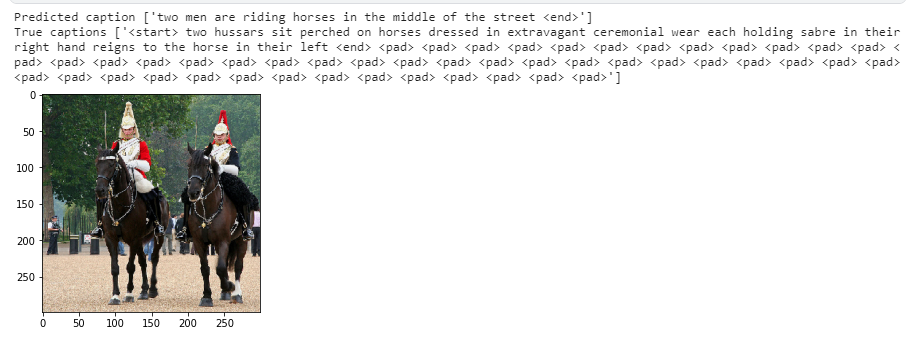 Predicted caption ['two men are riding horses in the middle of the street <end>']
True captions ['<start> two hussars sit perched on horses dressed in extravagant ceremonial wear each holding sabre in their
right hand reigns to the horse in their left <end> <pad> <pad> <pad> <pad> <pad> <pad> <pad> <pad> <pad> <pad> <pad> <pad> <
pad> <pad> <pad> <pad> <pad> <pad> <pad> <pad> <pad> <pad> <pad> <pad> <pad> <pad> <pad> <pad> <pad> <pad> <pad> <pad> <pad>
<pad> <pad> <pad> <pad> <pad> <pad> <pad> <pad> <pad> <pad> <pad> <pad> <pad> <pad>']
0
50
100
150
200
250
0 50 100 150 200 250